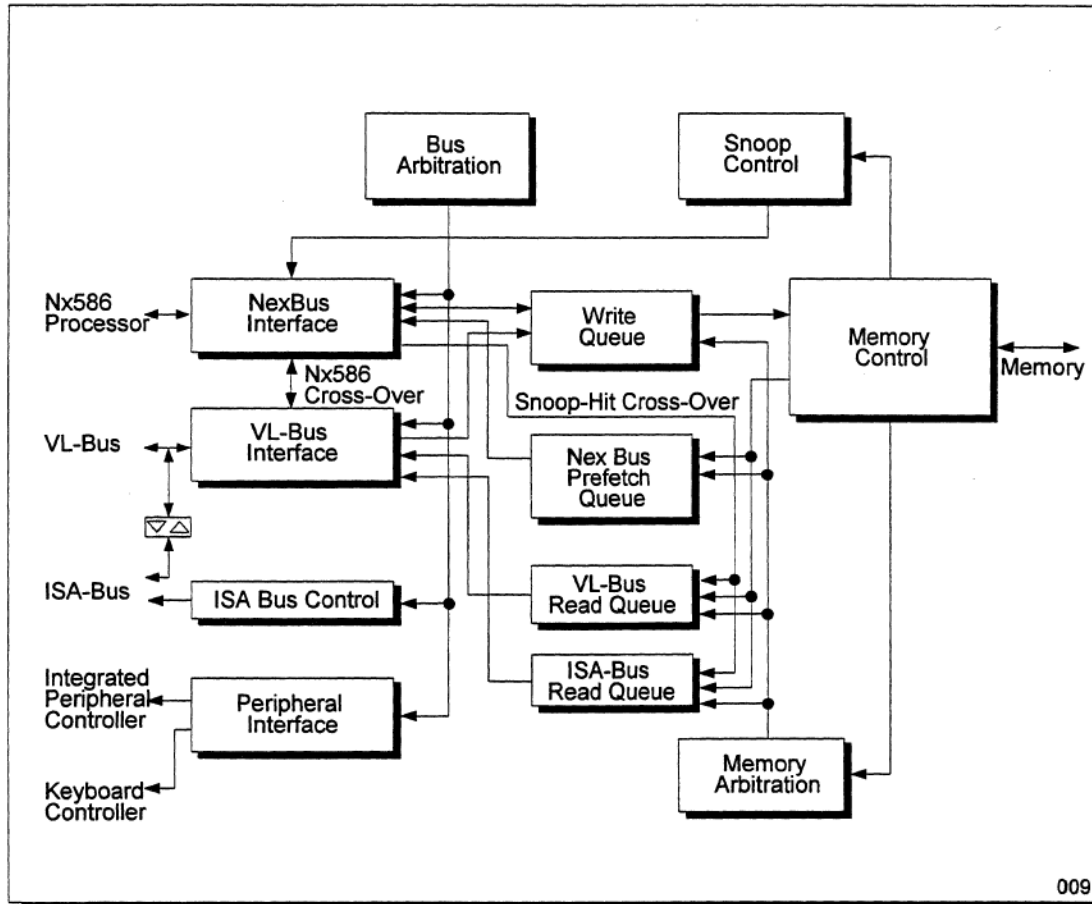 Bus
Arbitration
Snoop
Control
Nx586
Processor
NexBus
Interface
Write
Queue
Memory
Control
Memory
Nx586
Cross-Over
Snoop-Hit Cross-Over
VL-Bus
VL-Bus
Interface
Nex Bus
Prefetch
Queue
ISA-Bus
ISA Bus Control
VL-Bus
Read Queue
ISA-Bus
Read Queue
Integrated
Peripheral
Controller
Peripheral
Interface
Memory
Arbitration
Keyboard
Controller
009